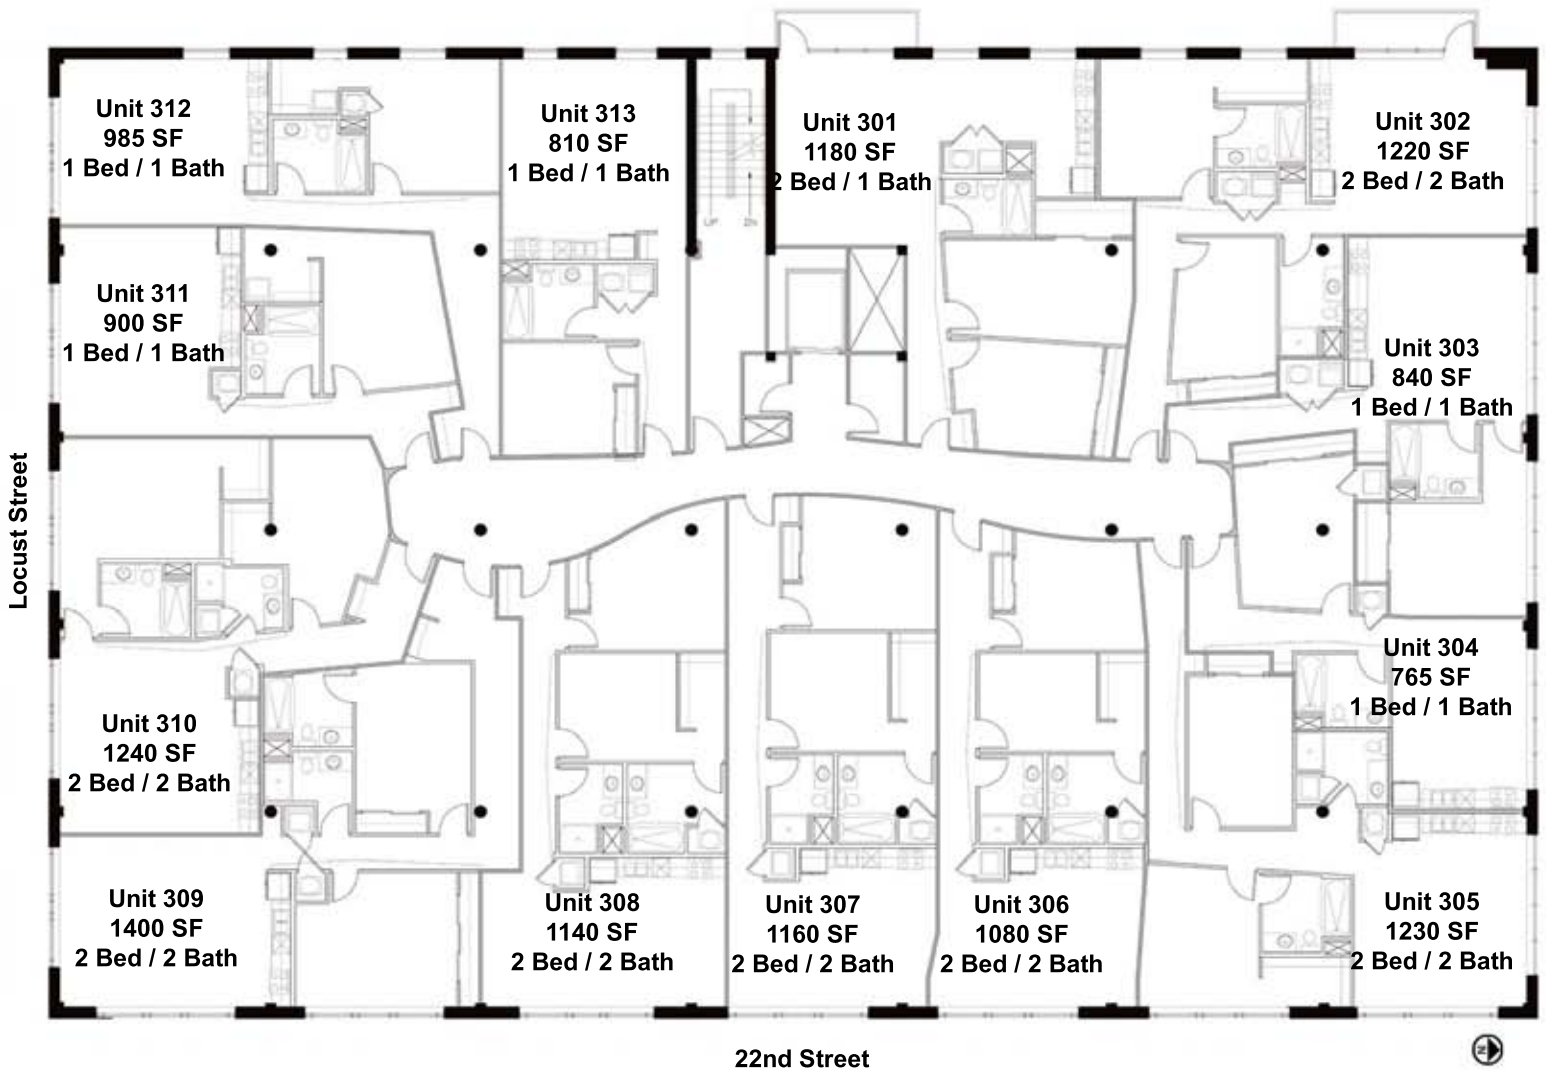 Unit 312
985 SF
1 Bed / 1 Bath
Unit 313
810 SF
1 Bed / 1 Bath
Unit 301
1180 SF
2 Bed / 1 Bath
Unit 302
1220 SF
2 Bed / 2 Bath
Unit 311
900 SF
1 Bed / 1 Bath
Unit 303
840 SF
1 Bed / 1 Bath
Locust Street
Unit 304
765 SF
1 Bed / 1 Bath
Unit 310
1240 SF
2 Bed / 2 Bath
Unit 309
1400 SF
2 Bed / 2 Bath
Unit 308
1140 SF
2 Bed / 2 Bath
Unit 307
1160 SF
2 Bed / 2 Bath
Unit 306
1080 SF
2 Bed / 2 Bath
Unit 305
1230 SF
2 Bed / 2 Bath
22nd Street
N